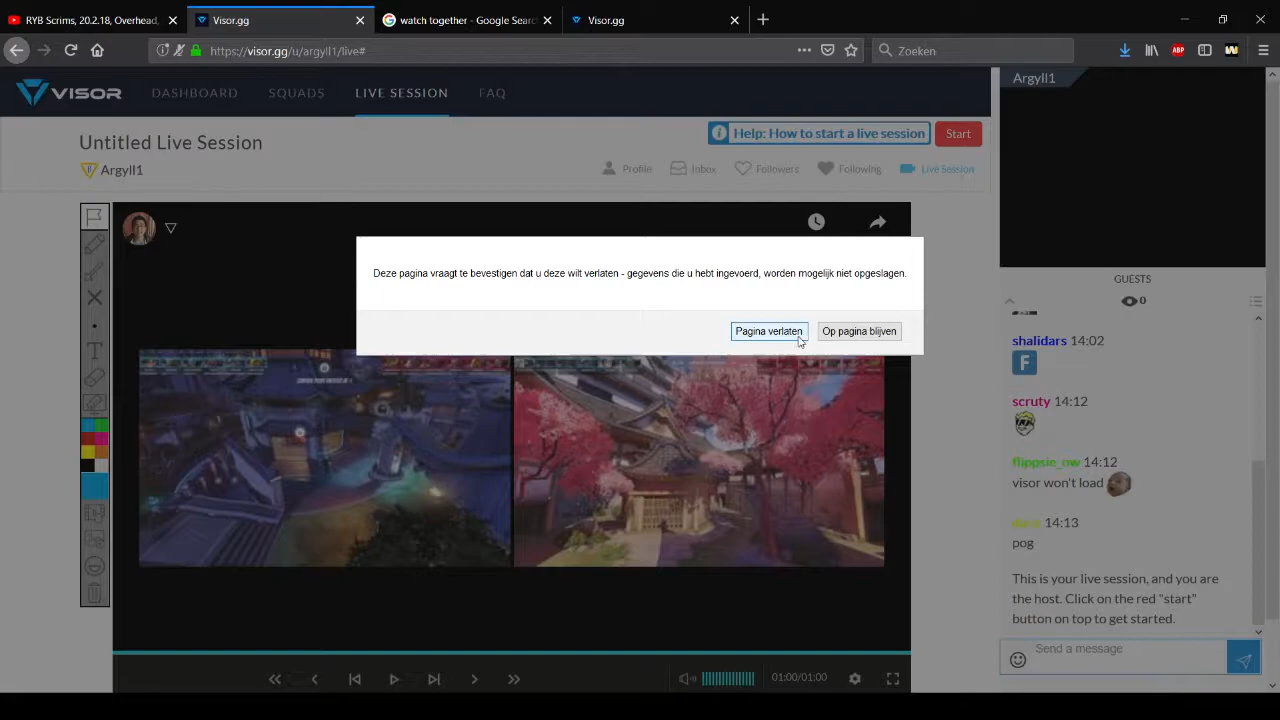 RYB Scrims, 20.2.18, Overhead,
Visor.gg
watch together - Google Searc
Visor.gg
https://visor.gg/u/argyll1/live#
Zoeken
ABP
VISOR
DASHBOARD
SQUADS
LIVE SESSION
FAQ
Argyll1
Untitled Live Session
Help: How to start a live session
Start
Argyll1
Profile
Inbox
Followers
Following
Live Session
Deze pagina vraagt te bevestigen dat u deze wilt verlaten - gegevens die u hebt ingevoerd, worden mogelijk niet opgeslagen.
Pagina verlaten
Op pagina blijven
GUESTS
0
shalidars 14:02
F
scruty 14:12
flippsie_ow 14:12
visor won't load
14:13
pog
This is your live session, and you are
the host. Click on the red "start"
button on top to get started.
Send a message
01:00/01:00